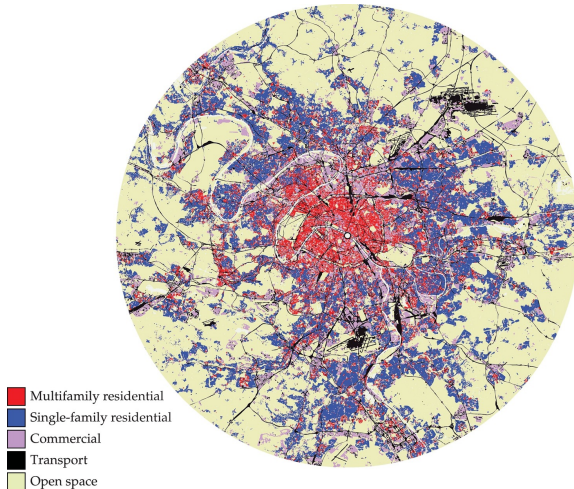 Multifamily residential
Single-family residential
Commercial
Transport
Open space